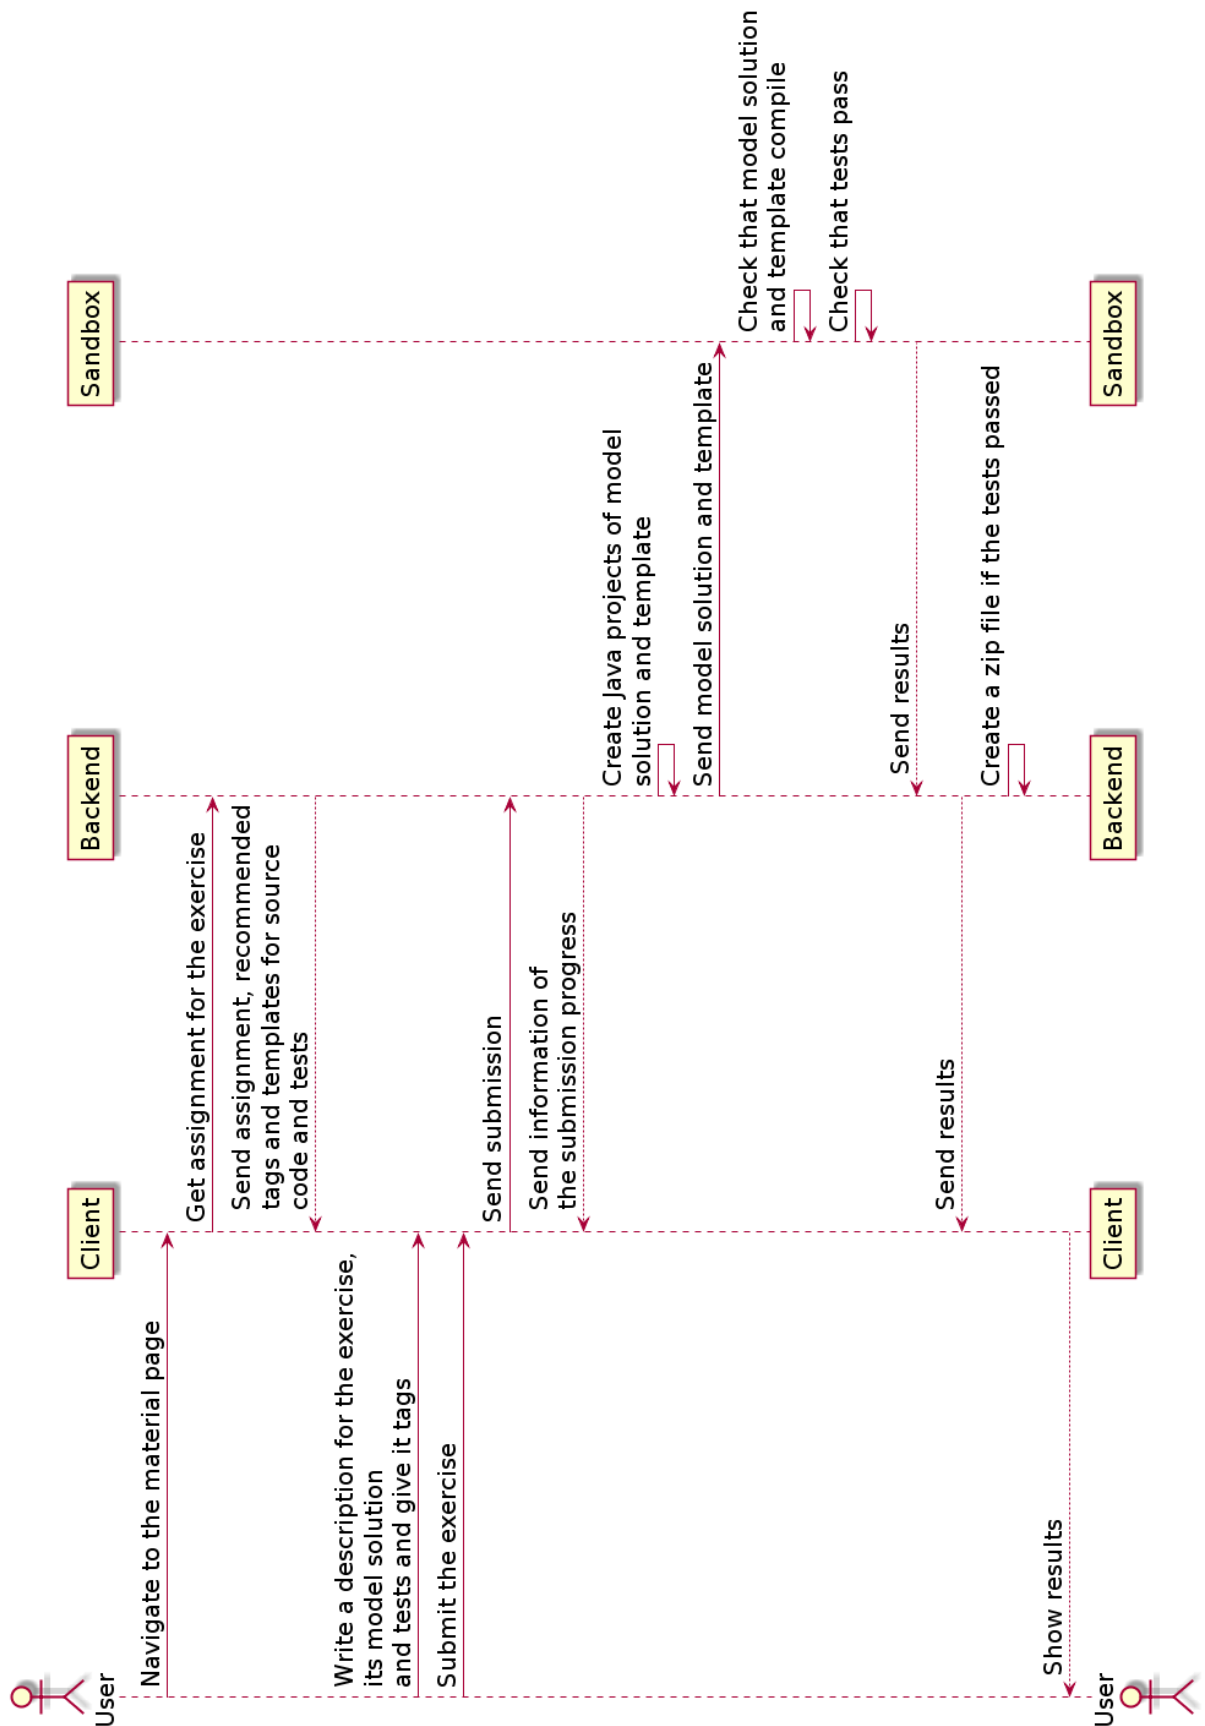 User
Client
Backend
Sandbox
Navigate to the material page
Get assignment for the exercise
Send assignment, recommended
tags and templates for source
code and tests
Write a description for the exercise,
its model solution
and tests and give it tags
Submit the exercise
Send submission
Send information of
the submission progress
Create Java projects of model
solution and template
Send model solution and template
Check that model solution
and template compile
Check that tests pass
Send results
Send results
Create a zip file if the tests passed
Show results
User
Client
Backend
Sandbox